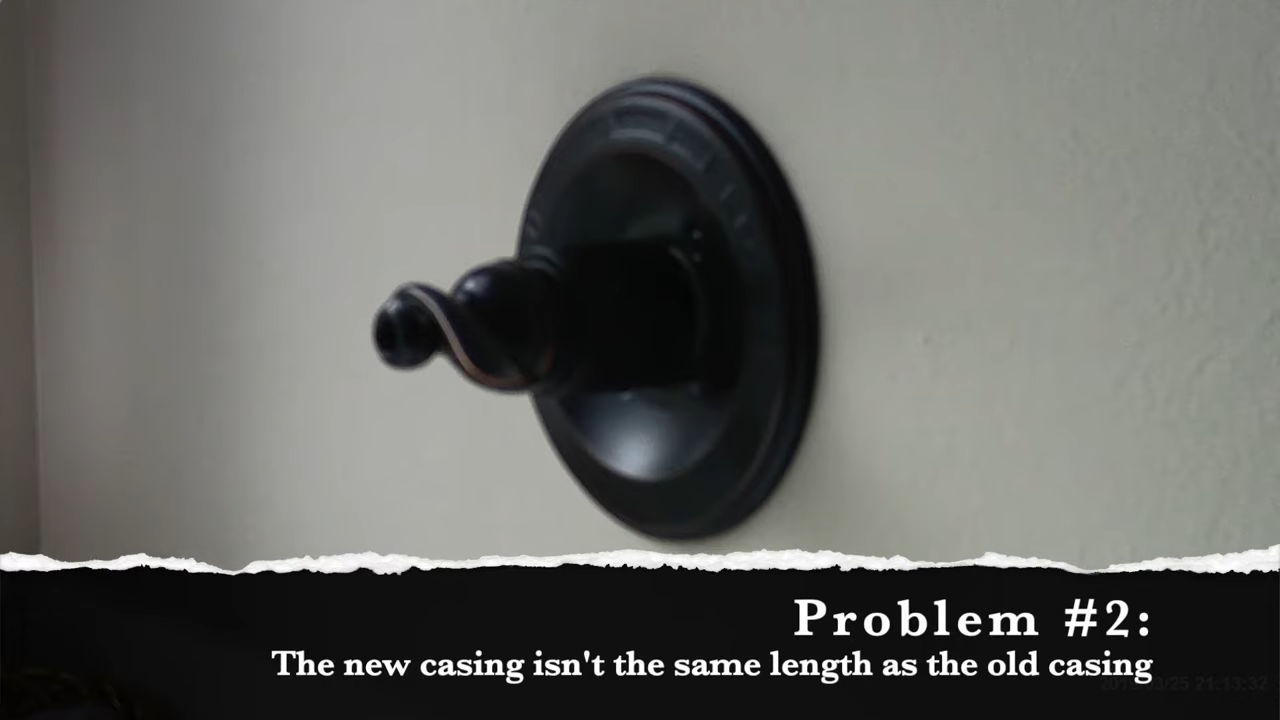 Problem #2:
The new casing isn't the same length as the old casing